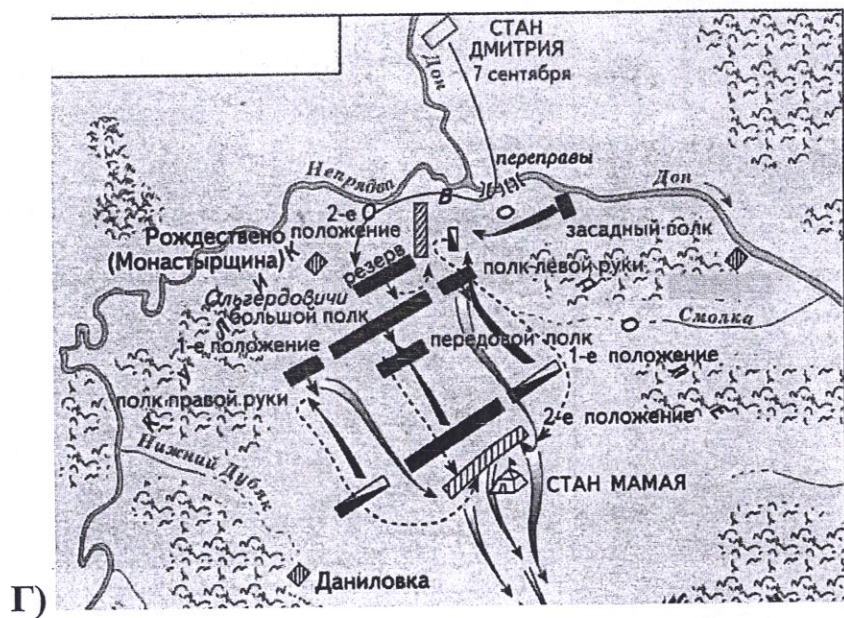 СТАН
ДМИТРИЯ
7 сентября
Дон
переправы
Непрядва
Дон
В
О
2-е
положение
Рождествено
(Монастырщина)
засадный полк
резерв
полк левой руки
Ольгердовичи
большой полк
Смолка
1-е положение
передовой полк
1-е положение
полк правой руки
2-е положение
Нижний Дубяк
СТАН МАМАЯ
Даниловка
Г)